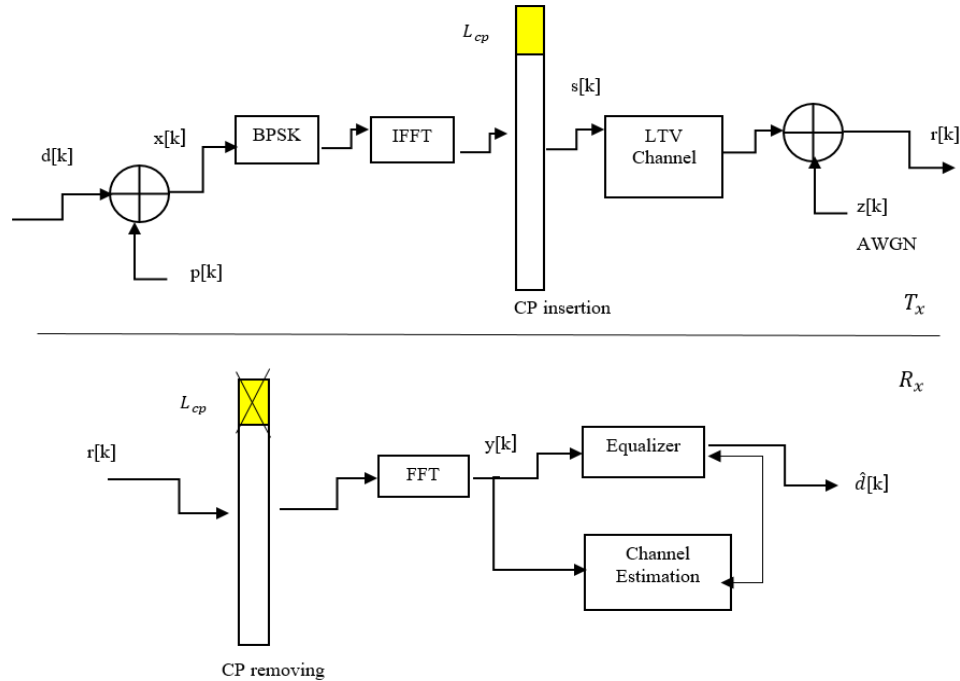 L_cp
s[k]
x[k]
BPSK
IFFT
LTV
Channel
r[k]
d[k]
z[k]
AWGN
p[k]
CP insertion
T_x
R_x
L_cp
r[k]
y[k]
Equalizer
FFT
d̂[k]
Channel
Estimation
CP removing